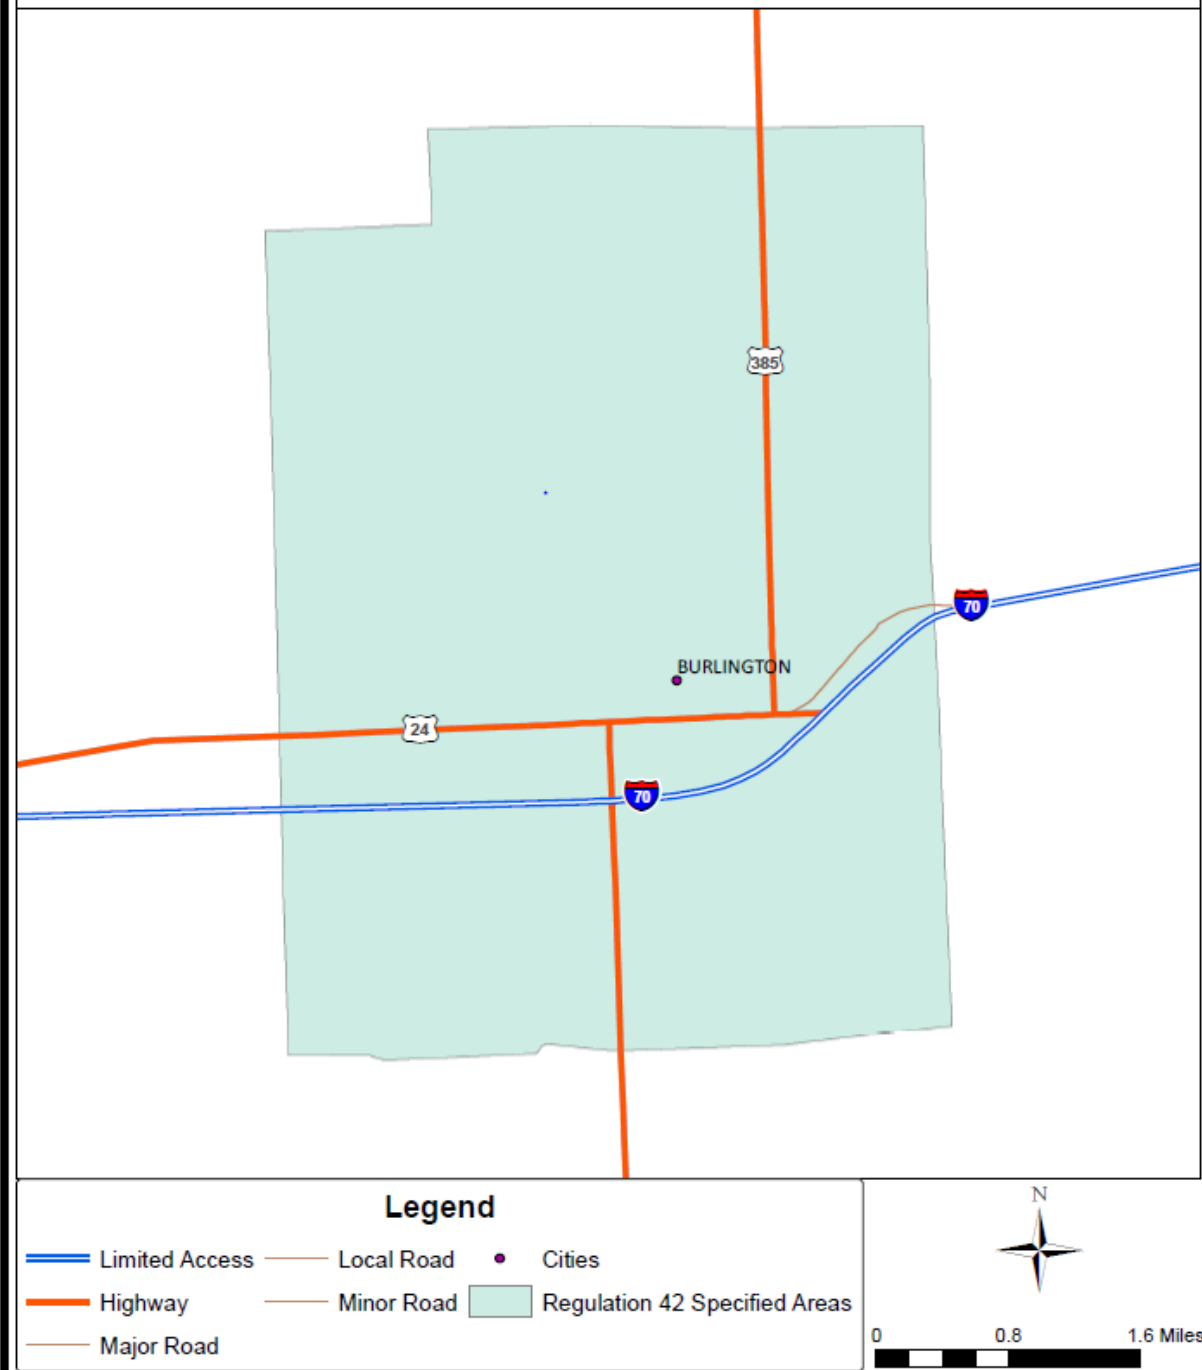 385
70
BURLINGTON
24
70
Legend
Limited Access
Local Road
Cities
Highway
Minor Road
Regulation 42 Specified Areas
Major Road
N
0 0.8 1.6 Miles